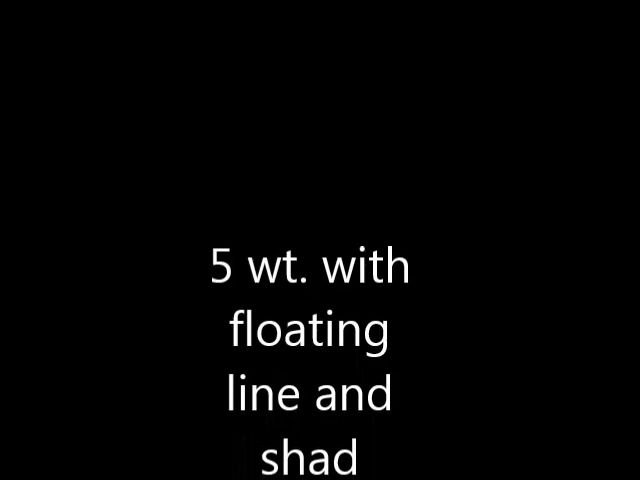 5 wt. with
floating
line and
shad